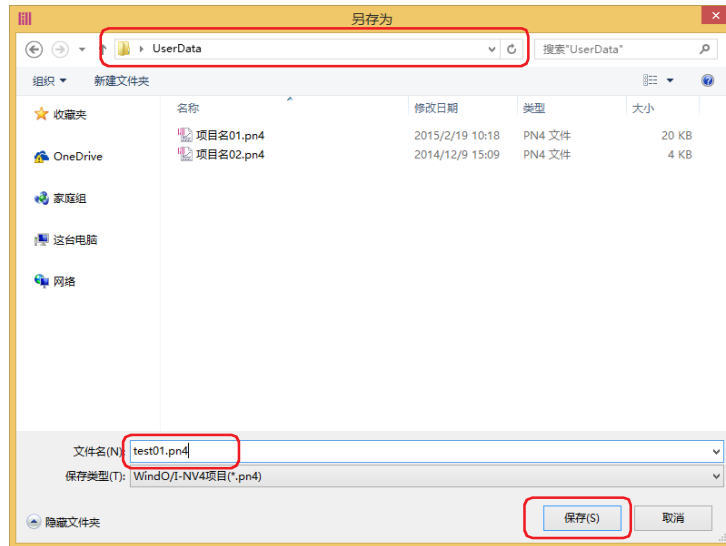 另存为
UserData
搜索"UserData"
组织 新建文件夹
名称 修改日期 类型 大小
项目名01.pn4 2015/2/19 10:18 PN4 文件 20 KB
项目名02.pn4 2014/12/9 15:09 PN4 文件 4 KB
收藏夹
OneDrive
家庭组
这台电脑
网络
文件名(N): test01.pn4
保存类型(T): WindO/I-NV4项目(*.pn4)
隐藏文件夹 保存(S) 取消